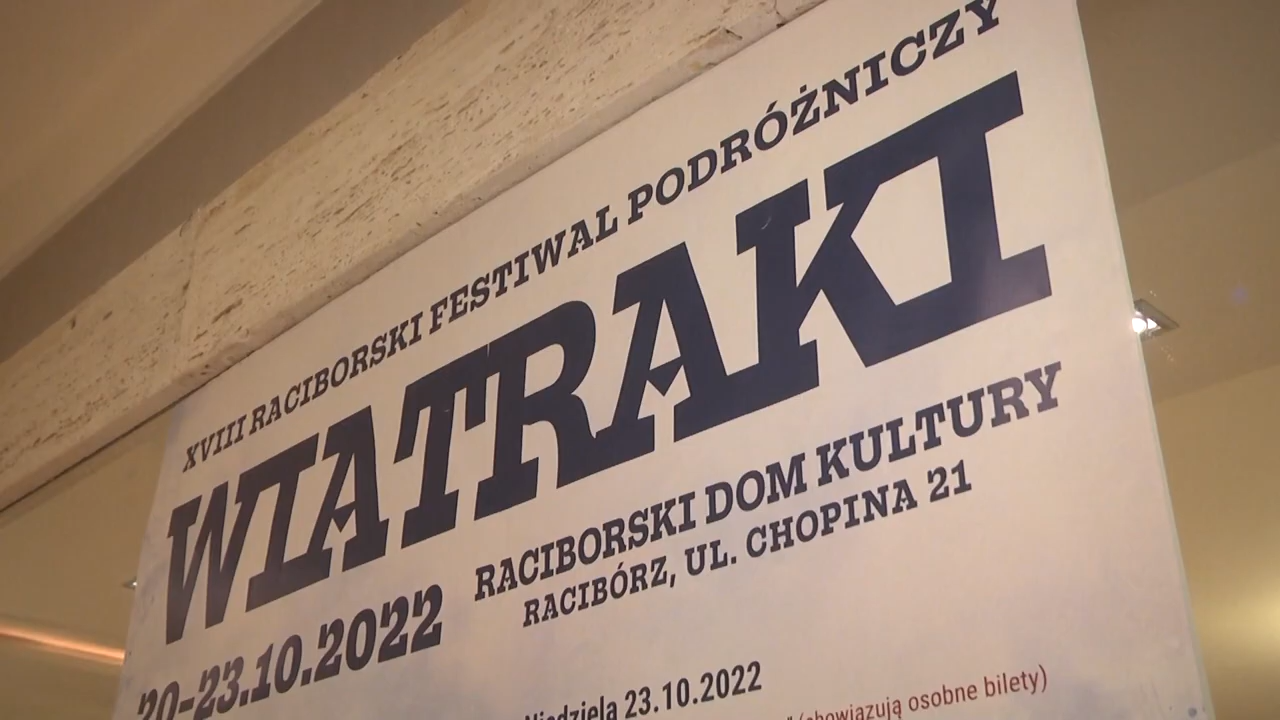 XVIII RACIBORSKI FESTIWAL PODRÓŻNICZY
WIATRAKI
20-23.10.2022
RACIBORSKI DOM KULTURY
RACIBÓRZ, UL. CHOPINA 21
Niedziela 23.10.2022
(obowiązują osobne bilety)